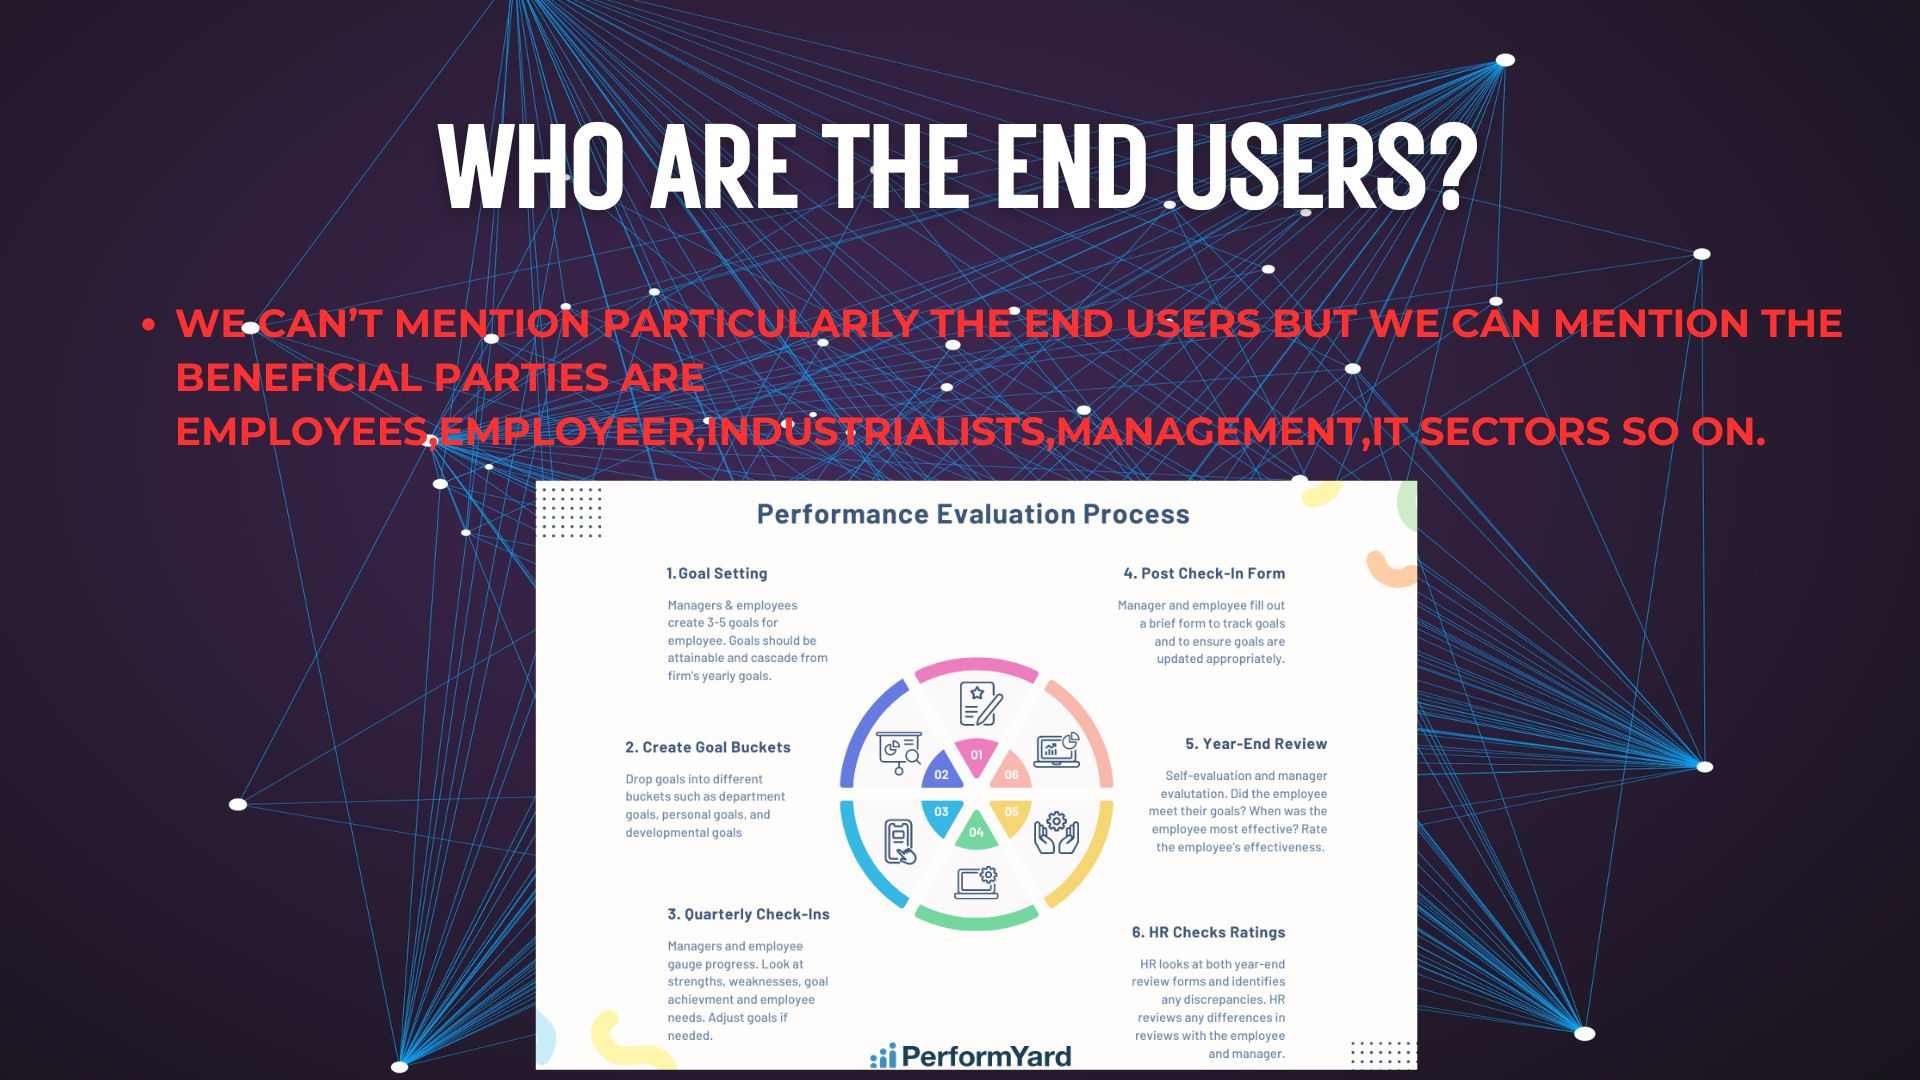 WHO ARE THE END USERS?
• WE CAN'T MENTION PARTICULARLY THE END USERS BUT WE CAN MENTION THE
BENEFICIAL PARTIES ARE
EMPLOYEES,EMPLOYEER,INDUSTRIALISTS,MANAGEMENT,IT SECTORS SO ON.
Performance Evaluation Process
1.Goal Setting
Managers & employees
create 3-5 goals for
employee. Goals should be
attainable and cascade from
firm's yearly goals.
2. Create Goal Buckets
Drop goals into different
buckets such as department
goals, personal goals, and
developmental goals
3. Quarterly Check-Ins
Managers and employee
gauge progress. Look at
strengths, weaknesses, goal
achievment and employee
needs. Adjust goals if
needed.
01
02
06
03
05
04
4. Post Check-In Form
Manager and employee fill out
a brief form to track goals
and to ensure goals are
updated appropriately.
5. Year-End Review
Self-evaluation and manager
evalutation. Did the employee
meet their goals? When was the
employee most effective? Rate
the employee's effectiveness.
6. HR Checks Ratings
HR looks at both year-end
review forms and identifies
any discrepancies. HR
reviews any differences in
reviews with the employee
and manager.
PerformYard